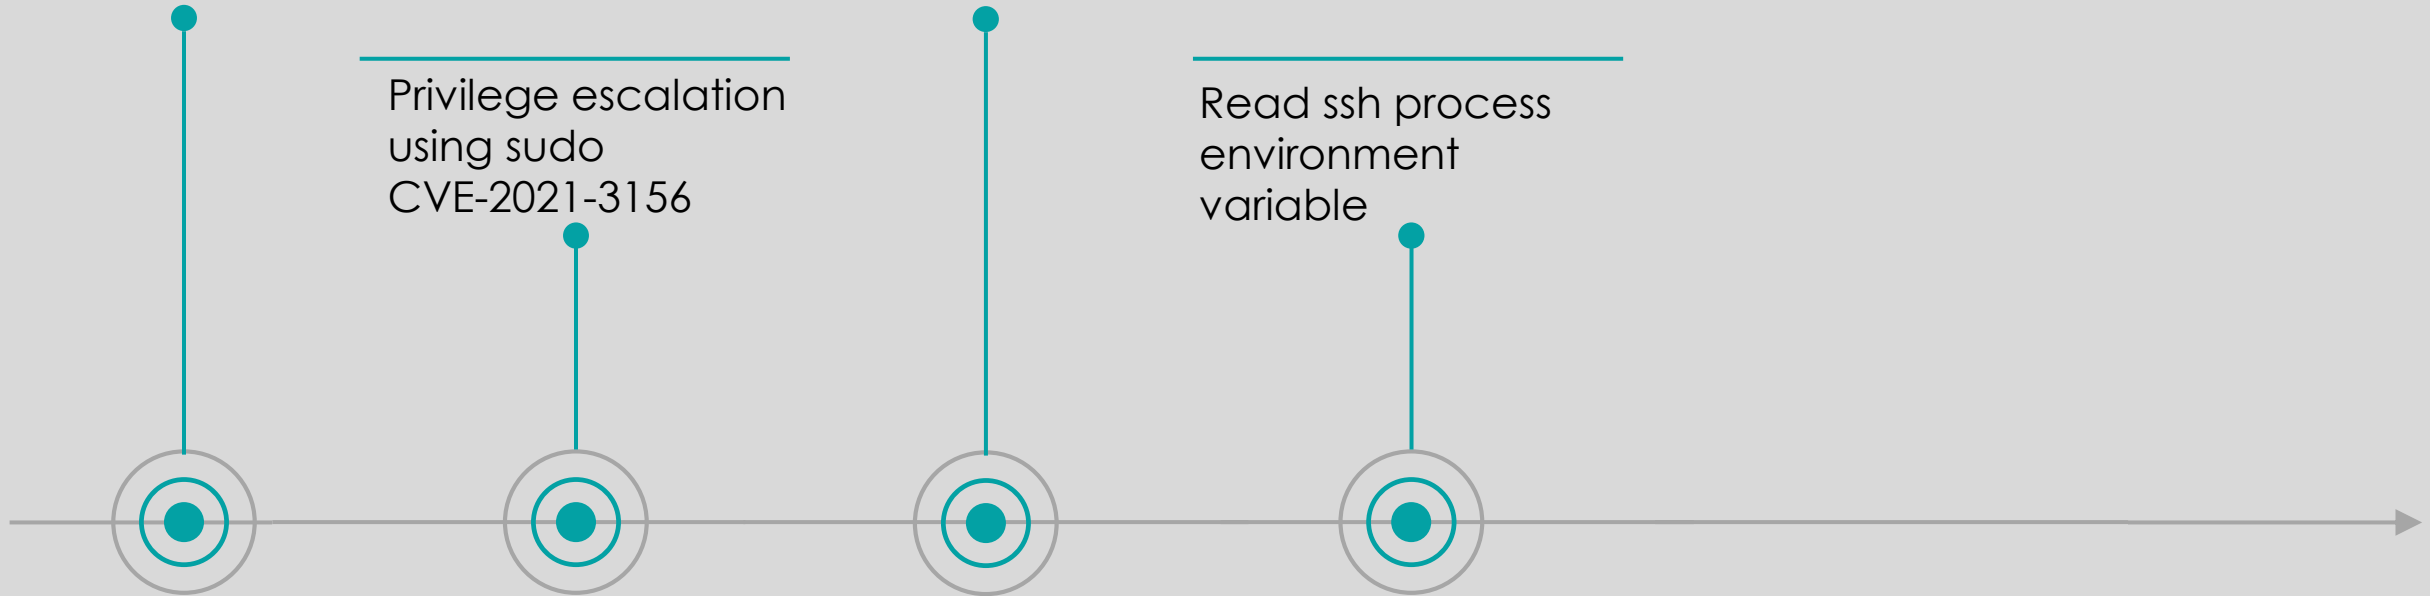 Privilege escalation
using sudo
CVE-2021-3156
Read ssh process
environment
variable